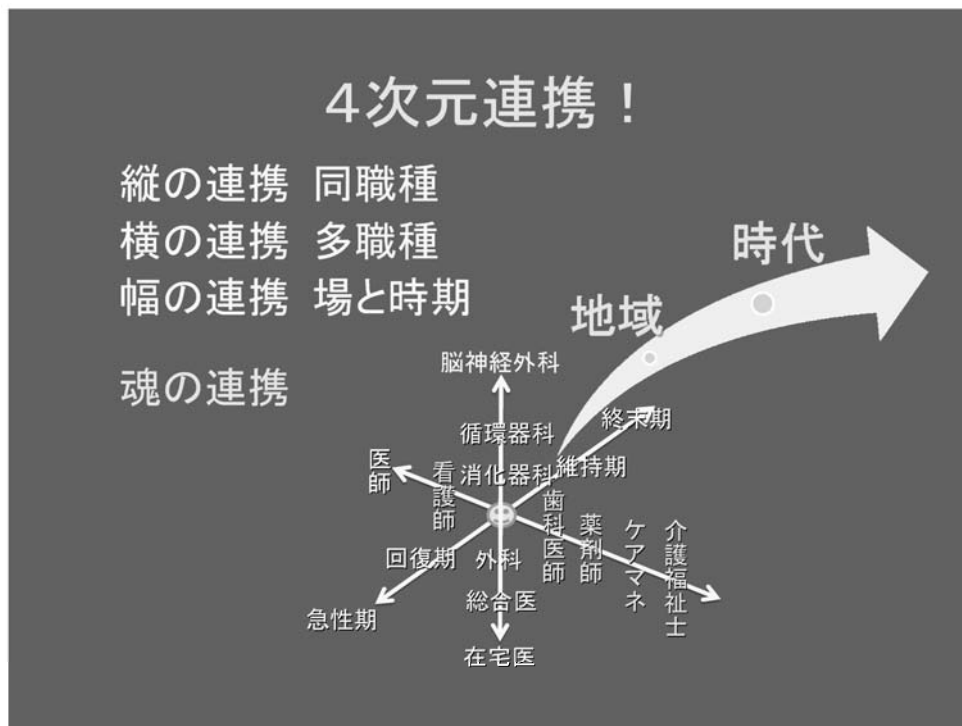 4次元連携！
縦の連携 同職種
横の連携 多職種
幅の連携 場と時期
魂の連携
時代
地域
脳神経外科
循環器科
消化器科
外科
総合医
在宅医
医師
看護師
歯科医師
薬剤師
ケアマネ
介護福祉士
終末期
維持期
回復期
急性期